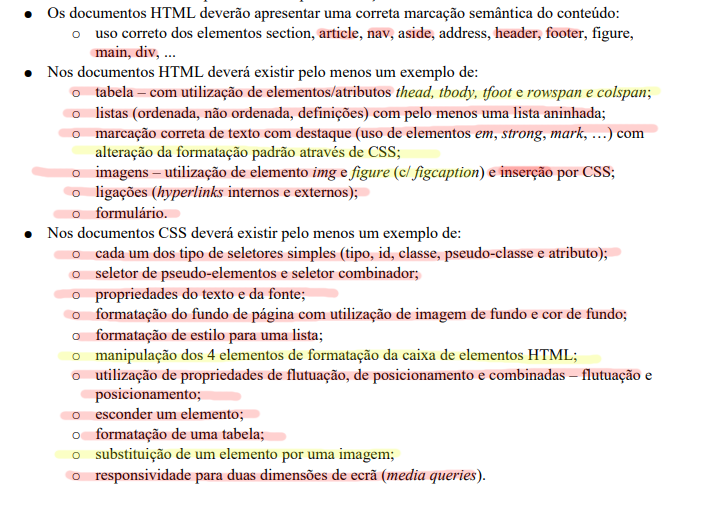 ● Os documentos HTML deverão apresentar uma correta marcação semântica do conteúdo:
○ uso correto dos elementos section, article, nav, aside, address, header, footer, figure,
main, div, ...
● Nos documentos HTML deverá existir pelo menos um exemplo de:
○ tabela – com utilização de elementos/atributos thead, tbody, tfoot e rowspan e colspan;
○ listas (ordenada, não ordenada, definições) com pelo menos uma lista aninhada;
○ marcação correta de texto com destaque (uso de elementos em, strong, mark, …) com
alteração da formatação padrão através de CSS;
○ imagens – utilização de elemento img e figure (c/ figcaption) e inserção por CSS;
○ ligações (hyperlinks internos e externos);
○ formulário.
● Nos documentos CSS deverá existir pelo menos um exemplo de:
○ cada um dos tipo de seletores simples (tipo, id, classe, pseudo-classe e atributo);
○ seletor de pseudo-elementos e seletor combinador;
○ propriedades do texto e da fonte;
○ formatação do fundo de página com utilização de imagem de fundo e cor de fundo;
○ formatação de estilo para uma lista;
○ manipulação dos 4 elementos de formatação da caixa de elementos HTML;
○ utilização de propriedades de flutuação, de posicionamento e combinadas – flutuação e
posicionamento;
○ esconder um elemento;
○ formatação de uma tabela;
○ substituição de um elemento por uma imagem;
○ responsividade para duas dimensões de ecrã (media queries).